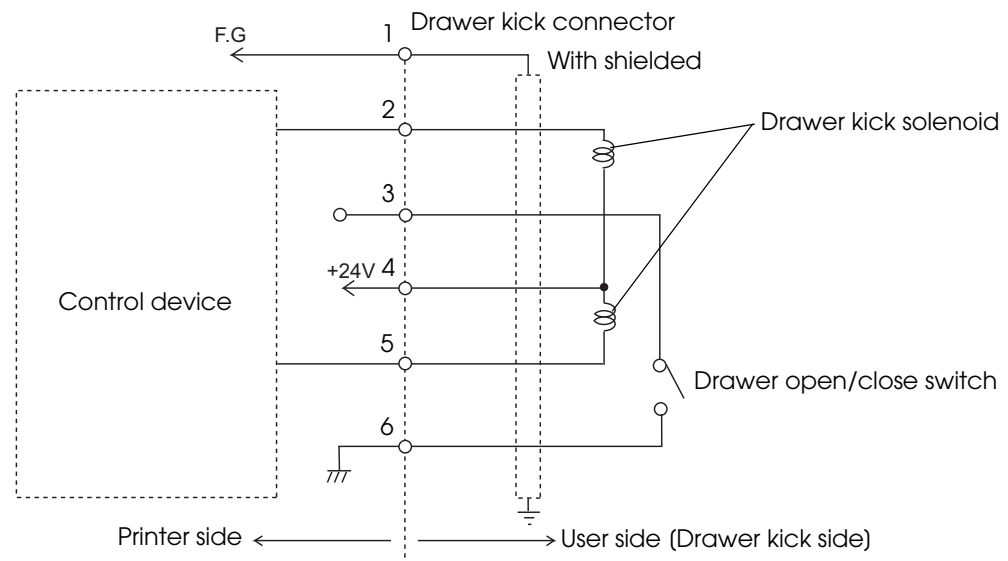 Drawer kick connector
F.G
1
With shielded
2
Drawer kick solenoid
3
+24V 4
Control device
5
Drawer open/close switch
6
Printer side
User side (Drawer kick side)